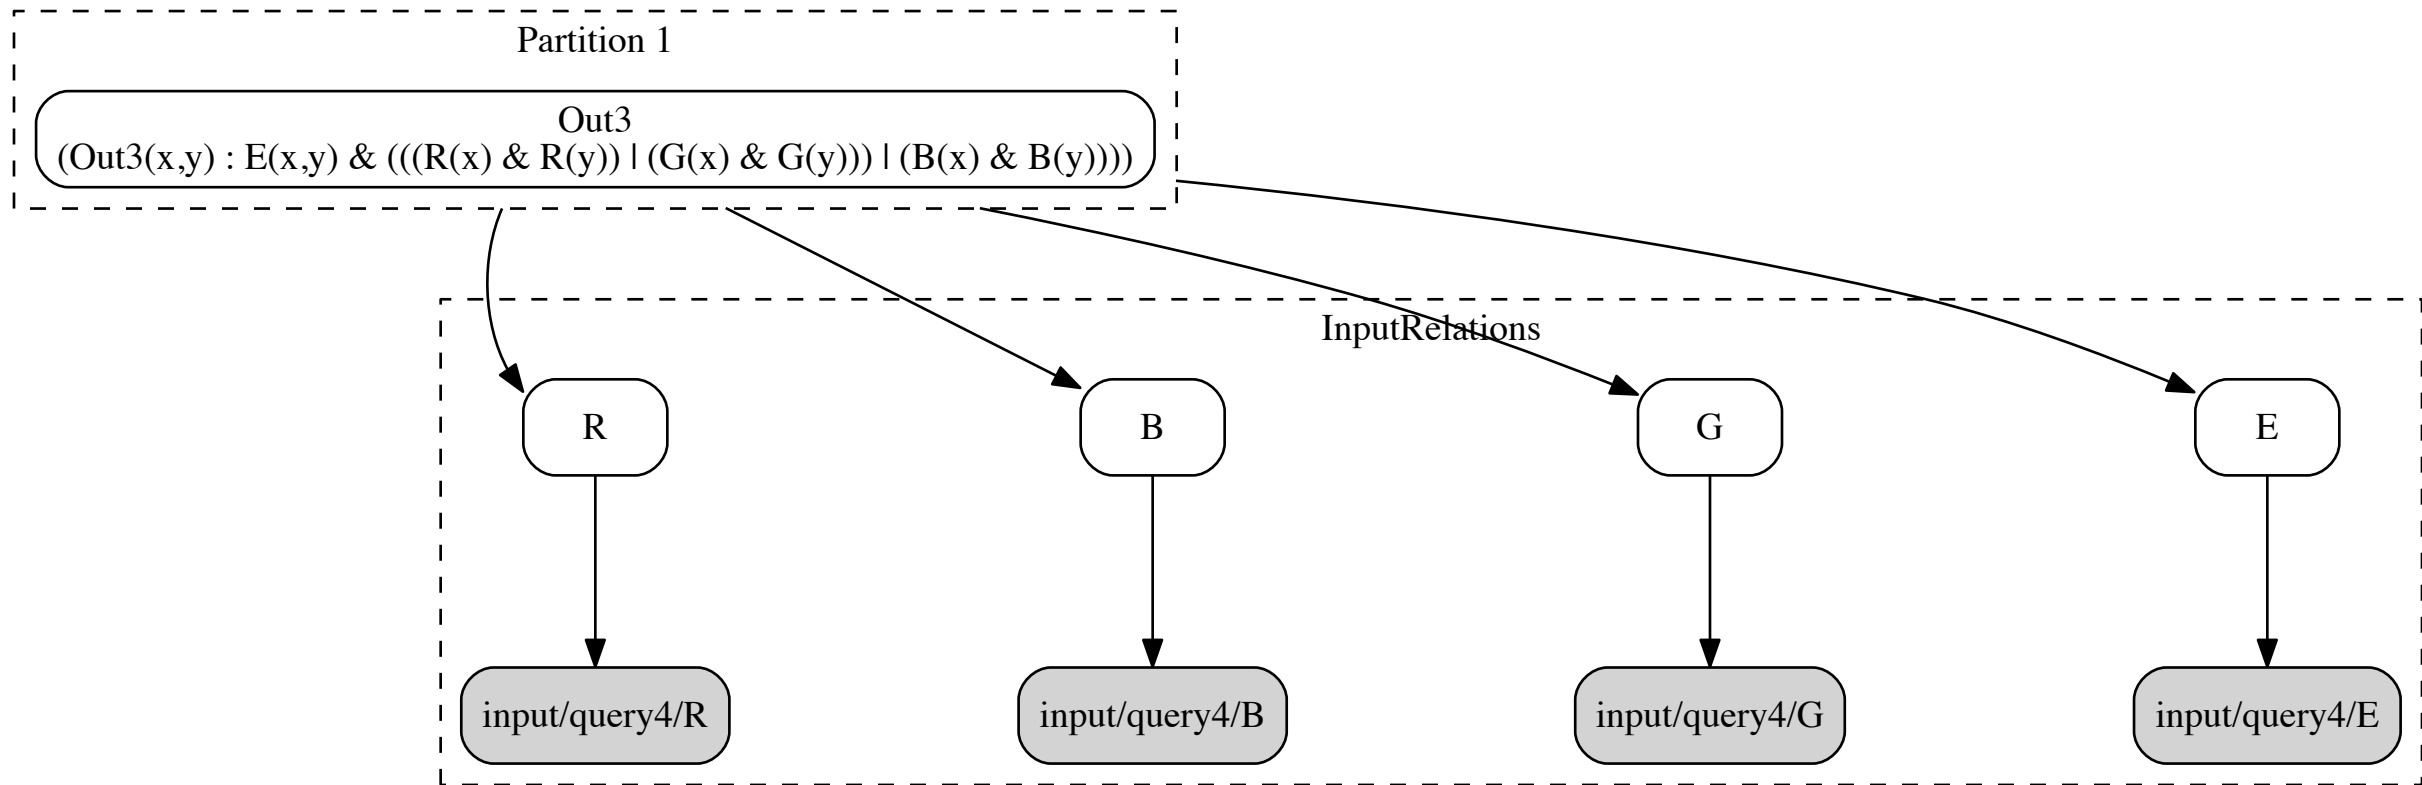 Partition 1
Out3
(Out3(x,y) : E(x,y) & (((R(x) & R(y)) | (G(x) & G(y))) | (B(x) & B(y))))
InputRelations
R
B
G
E
input/query4/R
input/query4/B
input/query4/G
input/query4/E